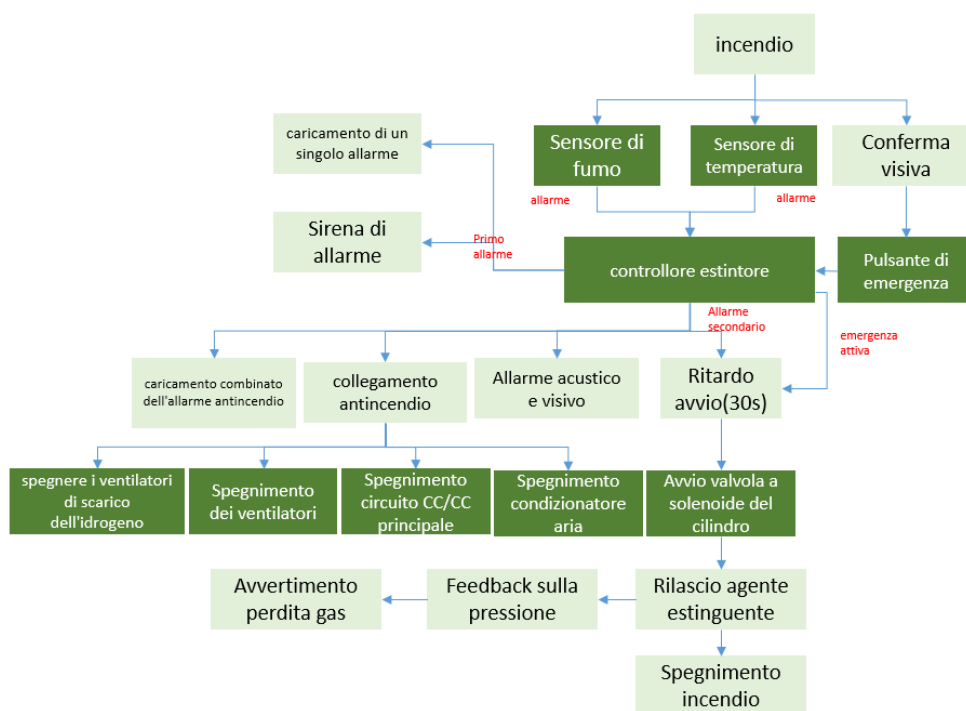 incendio
caricamento di un
singolo allarme
Sensore di
fumo
Sensore di
temperatura
Conferma
visiva
allarme
allarme
Sirena di
allarme
Primo
allarme
controllore estintore
Pulsante di
emergenza
Allarme
secondario
emergenza
attiva
caricamento combinato
dell'allarme antincendio
collegamento
antincendio
Allarme acustico
e visivo
Ritardo
avvio(30s)
spegnere i ventilatori
di scarico
dell'idrogeno
Spegnimento
dei ventilatori
Spegnimento
circuito CC/CC
principale
Spegnimento
condizionatore
aria
Avvio valvola a
solenoide del
cilindro
Avvertimento
perdita gas
Feedback sulla
pressione
Rilascio agente
estinguente
Spegnimento
incendio